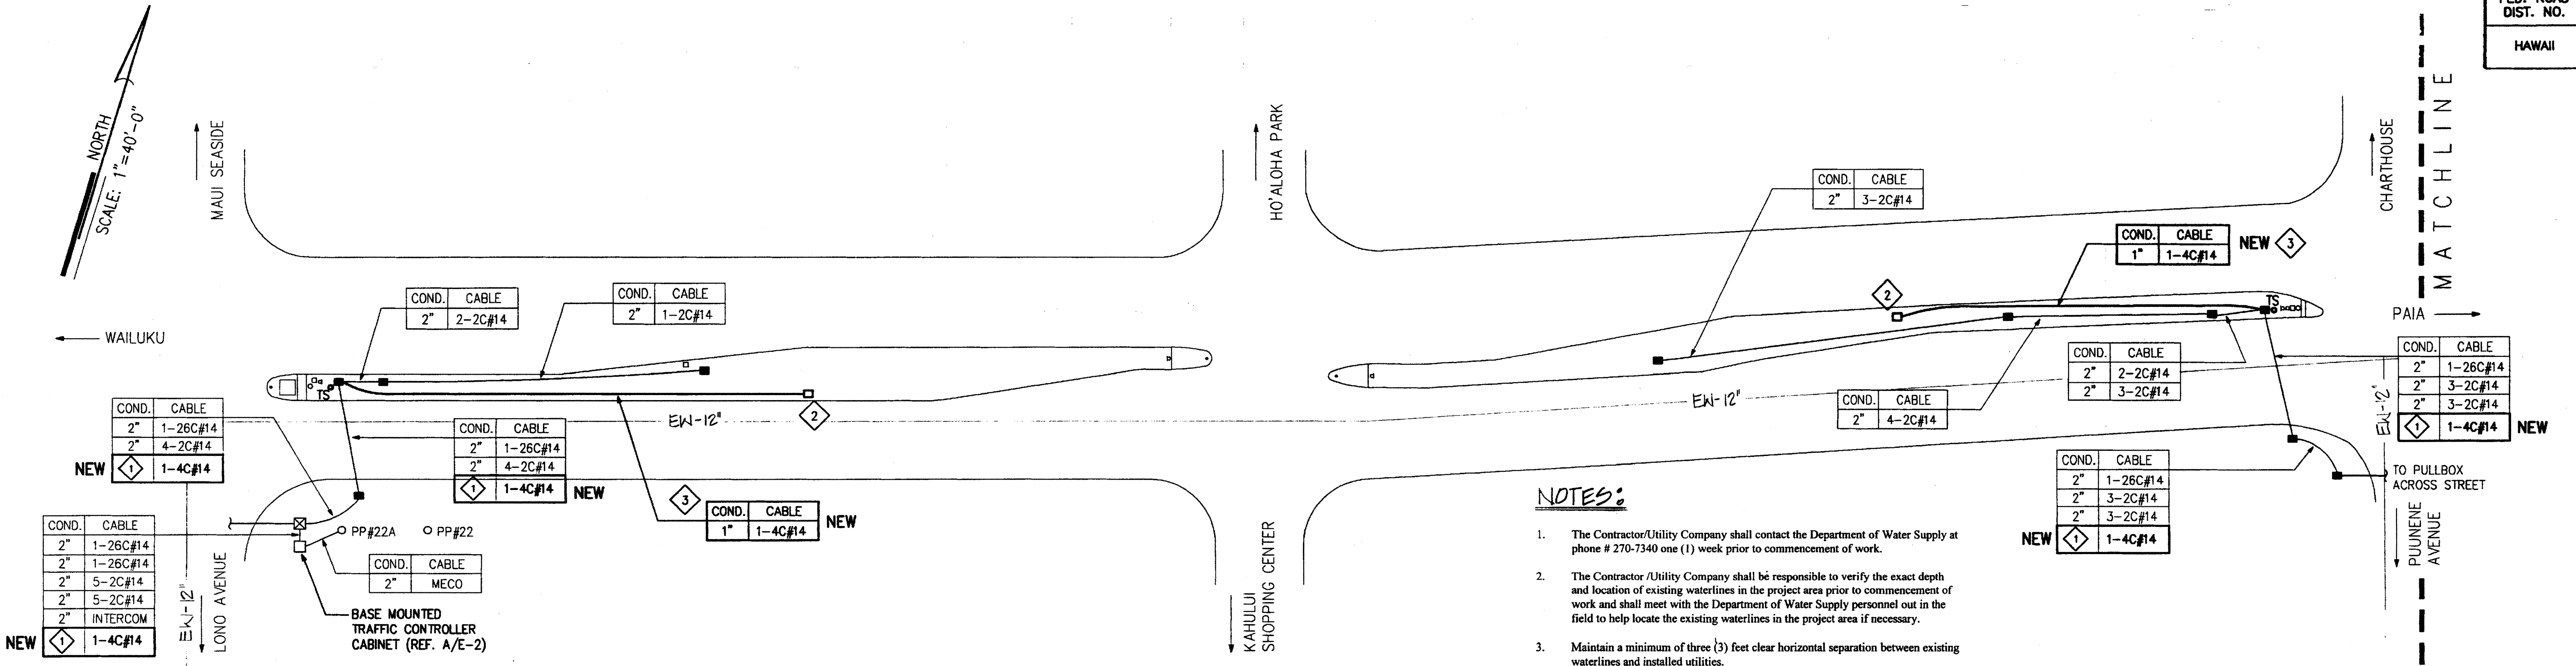 FED. ROAD
DIST. NO.
HAWAII
NORTH
SCALE: 1"=40'-0"
MAUI SEASIDE
HO'ALOHA PARK
CHARTHOUSE
MATCHLINE
COND. CABLE
2" 3-2C#14
COND. CABLE
1" 1-4C#14
NEW 3
COND. CABLE
2" 2-2C#14
COND. CABLE
2" 1-2C#14
2
TS
WAILUKU
PAIA
TS
2
EW-12"
EW-12"
COND. CABLE
2" 1-26C#14
2" 4-2C#14
1 1-4C#14
NEW
COND. CABLE
2" 1-26C#14
2" 4-2C#14
1 1-4C#14
NEW
3
COND. CABLE
1" 1-4C#14
NEW
COND. CABLE
2" 4-2C#14
COND. CABLE
2" 2-2C#14
2" 3-2C#14
COND. CABLE
2" 1-26C#14
2" 3-2C#14
2" 3-2C#14
1 1-4C#14
NEW
EW-12"
TO PULLBOX
ACROSS STREET
COND. CABLE
2" 1-26C#14
2" 3-2C#14
2" 3-2C#14
1 1-4C#14
NEW
PUUNENE
AVENUE
PP#22A
PP#22
COND. CABLE
2" MECO
COND. CABLE
2" 1-26C#14
2" 1-26C#14
2" 5-2C#14
2" 5-2C#14
2" INTERCOM
1 1-4C#14
NEW
EW-12"
LONO AVENUE
BASE MOUNTED
TRAFFIC CONTROLLER
CABINET (REF. A/E-2)
KAHULUI
SHOPPING CENTER
NOTES:
1. The Contractor/Utility Company shall contact the Department of Water Supply at
phone # 270-7340 one (1) week prior to commencement of work.
2. The Contractor /Utility Company shall be responsible to verify the exact depth
and location of existing waterlines in the project area prior to commencement of
work and shall meet with the Department of Water Supply personnel out in the
field to help locate the existing waterlines in the project area if necessary.
3. Maintain a minimum of three (3) feet clear horizontal separation between existing
waterlines and installed utilities.